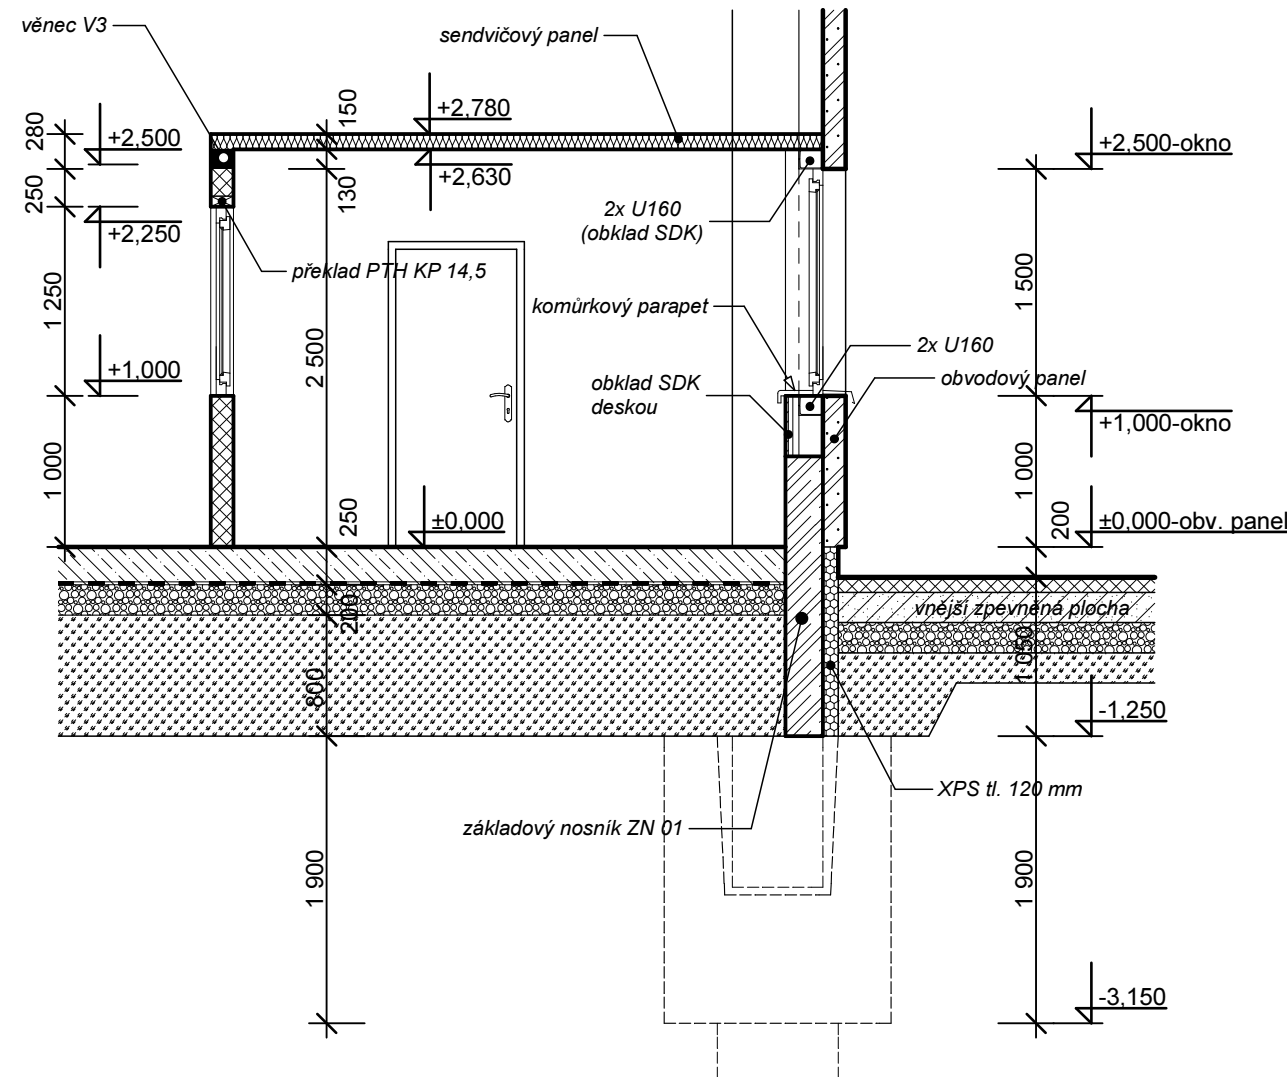 věnec V3
sendvičový panel
280
150
+2,780
+2,500
+2,500-okno
250
130
+2,630
2x U160
(obklad SDK)
+2,250
překlad PTH KP 14,5
1 250
1 500
komůrkový parapet
2 500
2x U160
+1,000
obklad SDK
deskou
obvodový panel
+1,000-okno
1 000
1 000
250
±0,000
200
±0,000-obv. panel
200
vnější zpevněná plocha
1 050
800
-1,250
XPS tl. 120 mm
základový nosník ZN 01
1 900
1 900
-3,150